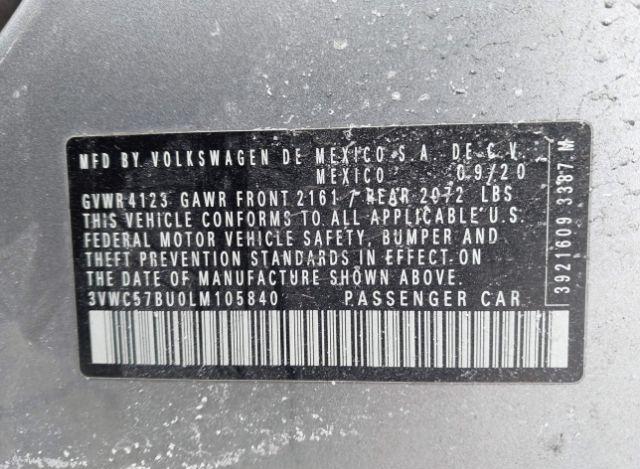 MFD BY VOLKSWAGEN DE MEXICO S.A. DE C.V.
MEXICO 09/20
GVWR4123 GAWR FRONT 2161 / REAR 2072 LBS
THIS VEHICLE CONFORMS TO ALL APPLICABLE U.S.
FEDERAL MOTOR VEHICLE SAFETY, BUMPER AND
THEFT PREVENTION STANDARDS IN EFFECT ON
THE DATE OF MANUFACTURE SHOWN ABOVE.
3VWC57BU0LM105840 PASSENGER CAR
3921609 3387 M